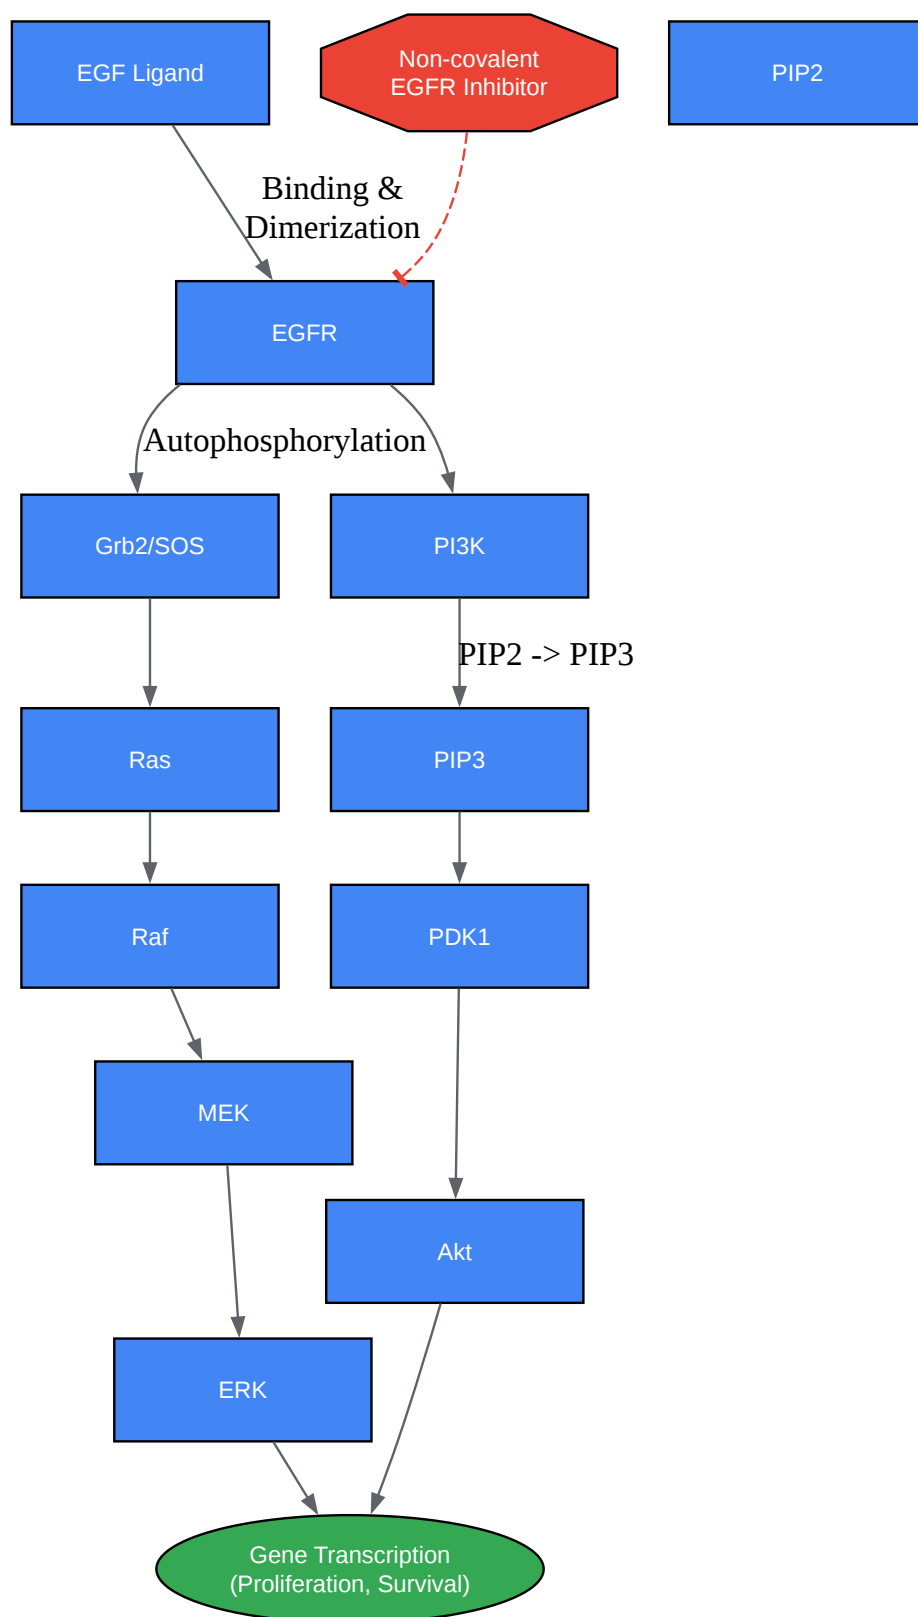 EGF Ligand
Non-covalent
EGFR Inhibitor
PIP2
Binding &
Dimerization
EGFR
Autophosphorylation
Grb2/SOS
PI3K
PIP2 -> PIP3
Ras
PIP3
Raf
PDK1
MEK
Akt
ERK
Gene Transcription
(Proliferation, Survival)